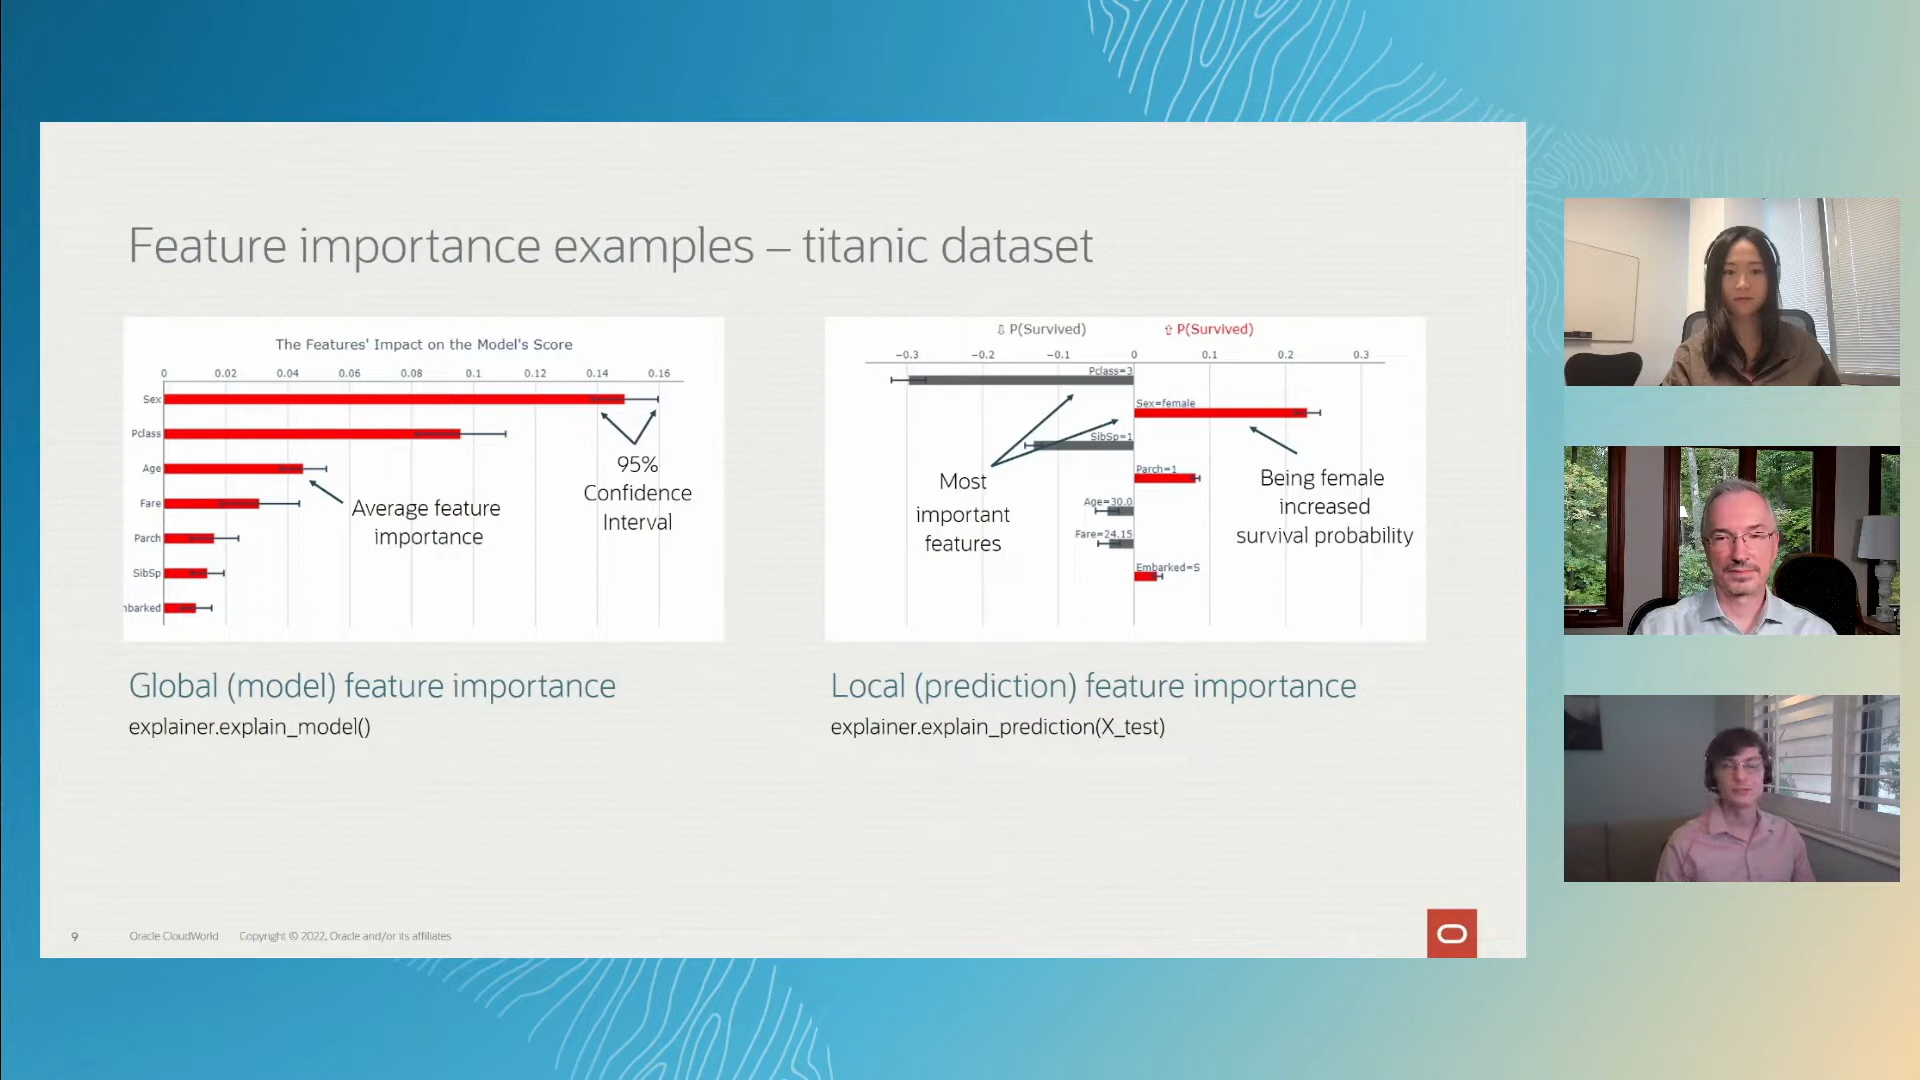 Feature importance examples – titanic dataset
The Features' Impact on the Model's Score
0 0.02 0.04 0.06 0.08 0.1 0.12 0.14 0.16
Sex
Pclass
Age
Fare
Parch
SibSp
mbarked
95%
Confidence
Interval
Average feature
importance
Global (model) feature importance
explainer.explain_model()
⇩ P(Survived) ⇧ P(Survived)
−0.3 −0.2 −0.1 0 0.1 0.2 0.3
Pclass=3
Sex=female
SibSp=1
Parch=1
Age=30.0
Fare=24.15
Embarked=S
Most
important
features
Being female
increased
survival probability
Local (prediction) feature importance
explainer.explain_prediction(X_test)
9 Oracle CloudWorld Copyright © 2022, Oracle and/or its affiliates